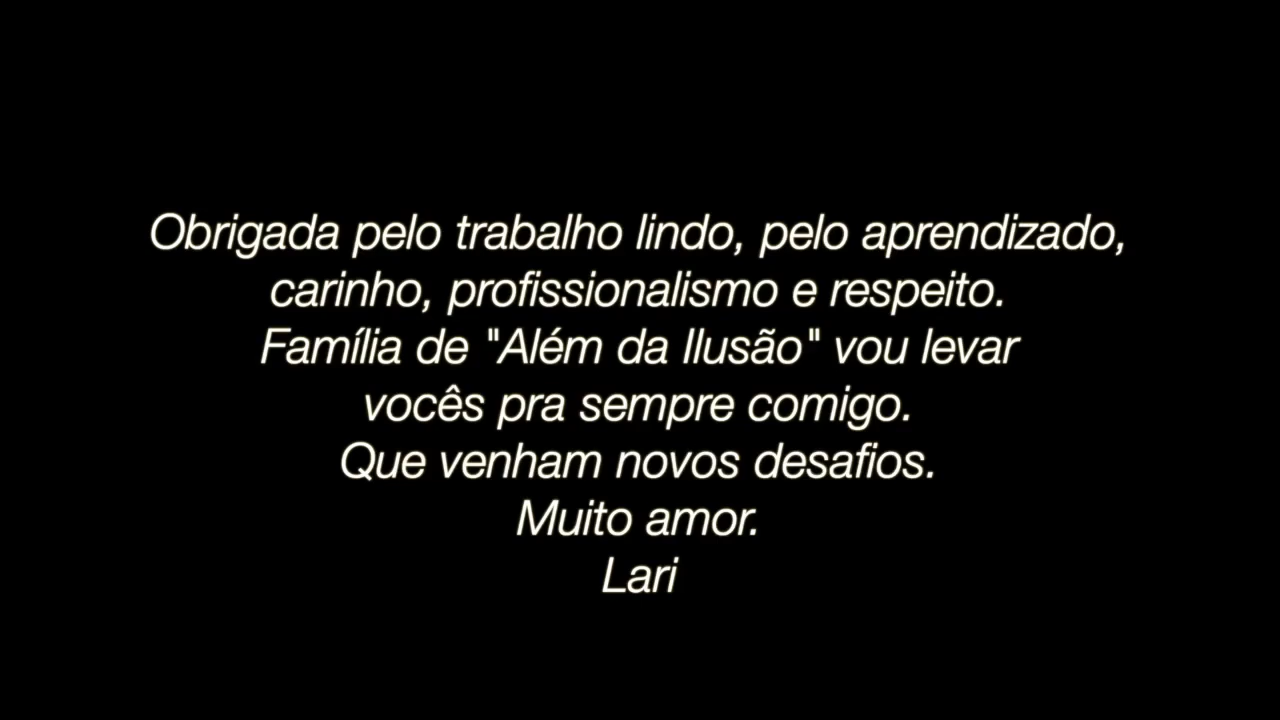 Obrigada pelo trabalho lindo, pelo aprendizado,
carinho, profissionalismo e respeito.
Família de "Além da Ilusão" vou levar
vocês pra sempre comigo.
Que venham novos desafios.
Muito amor.
Lari